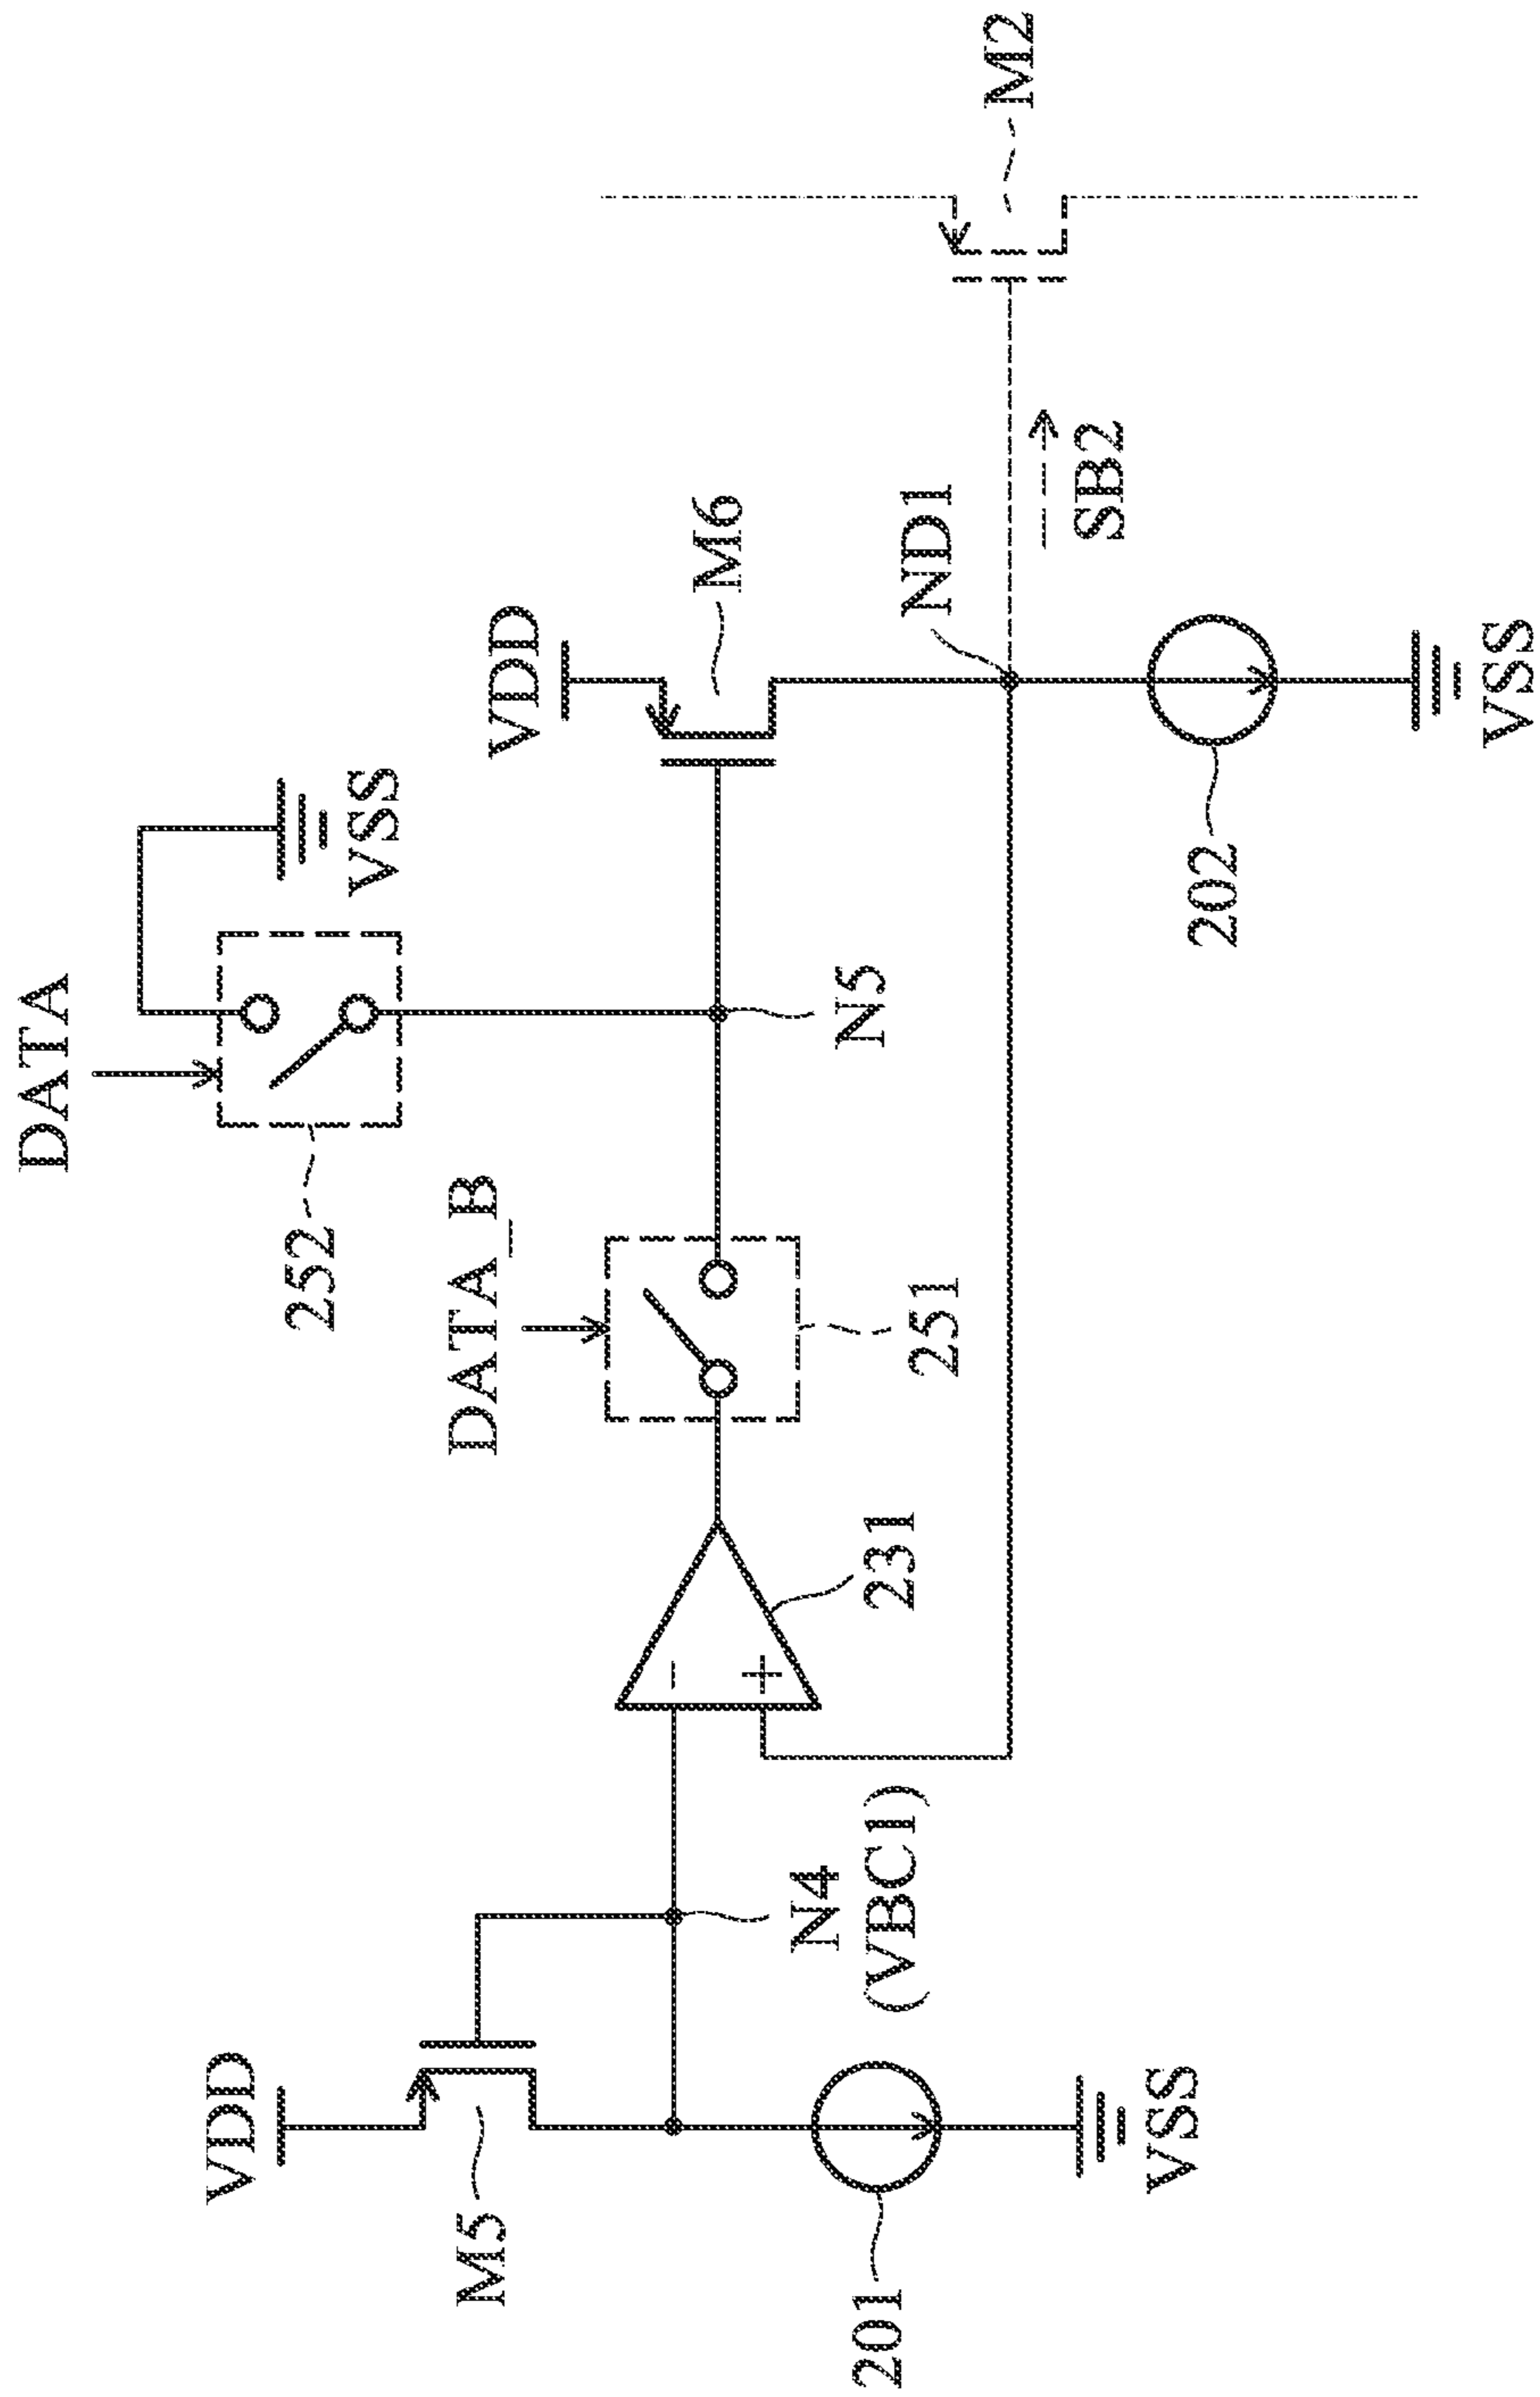 DATA
252
VSS
DATA_B
VDD
M6
M2
VDD
M5
251
N5
ND1
SB2
231
N4
(VBC1)
201
VSS
202
VSS
-
+